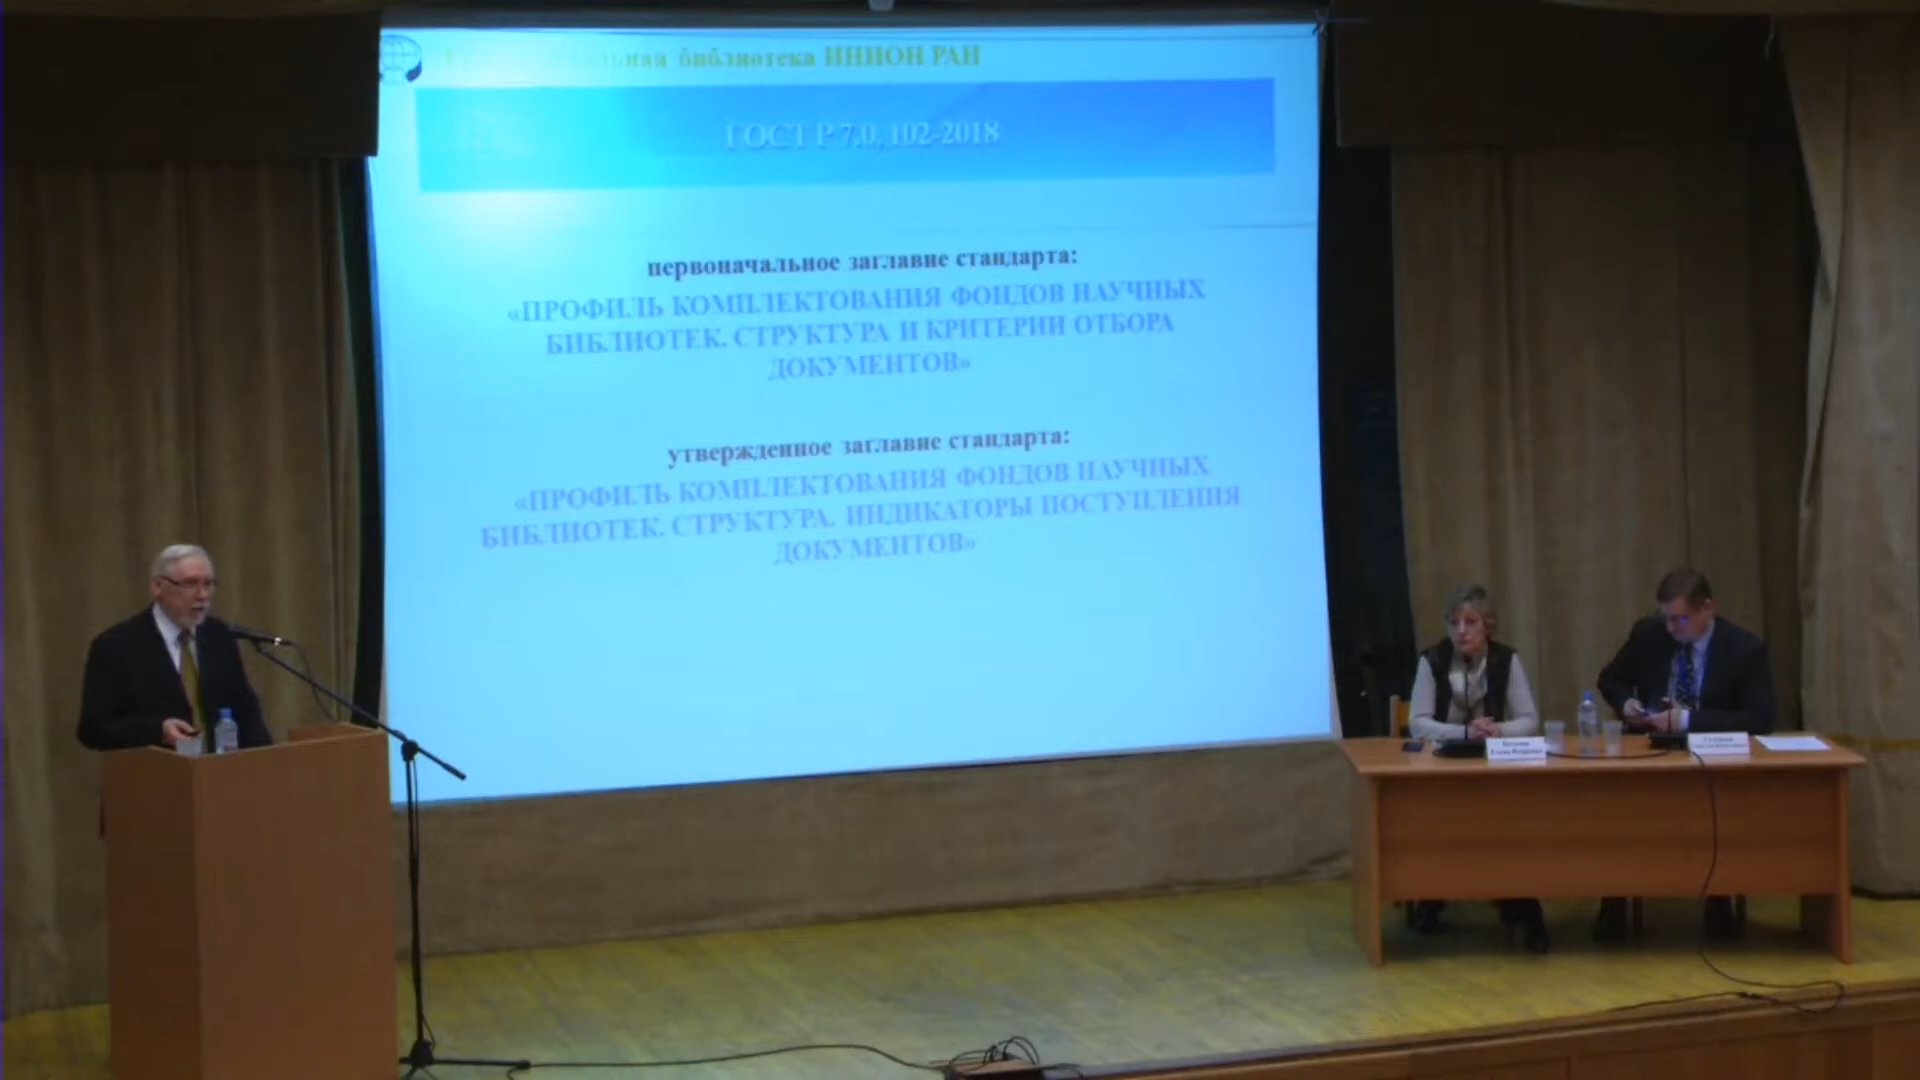 библиотека ИНИОН РАН
ГОСТ Р 7.0. 102-2018
первоначальное заглавие стандарта:
«ПРОФИЛЬ КОМПЛЕКТОВАНИЯ ФОНДОВ НАУЧНЫХ
БИБЛИОТЕК. СТРУКТУРА И КРИТЕРИИ ОТБОРА
ДОКУМЕНТОВ»
утвержденное заглавие стандарта:
«ПРОФИЛЬ КОМПЛЕКТОВАНИЯ ФОНДОВ НАУЧНЫХ
БИБЛИОТЕК. СТРУКТУРА. ИНДИКАТОРЫ ПОСТУПЛЕНИЯ
ДОКУМЕНТОВ»